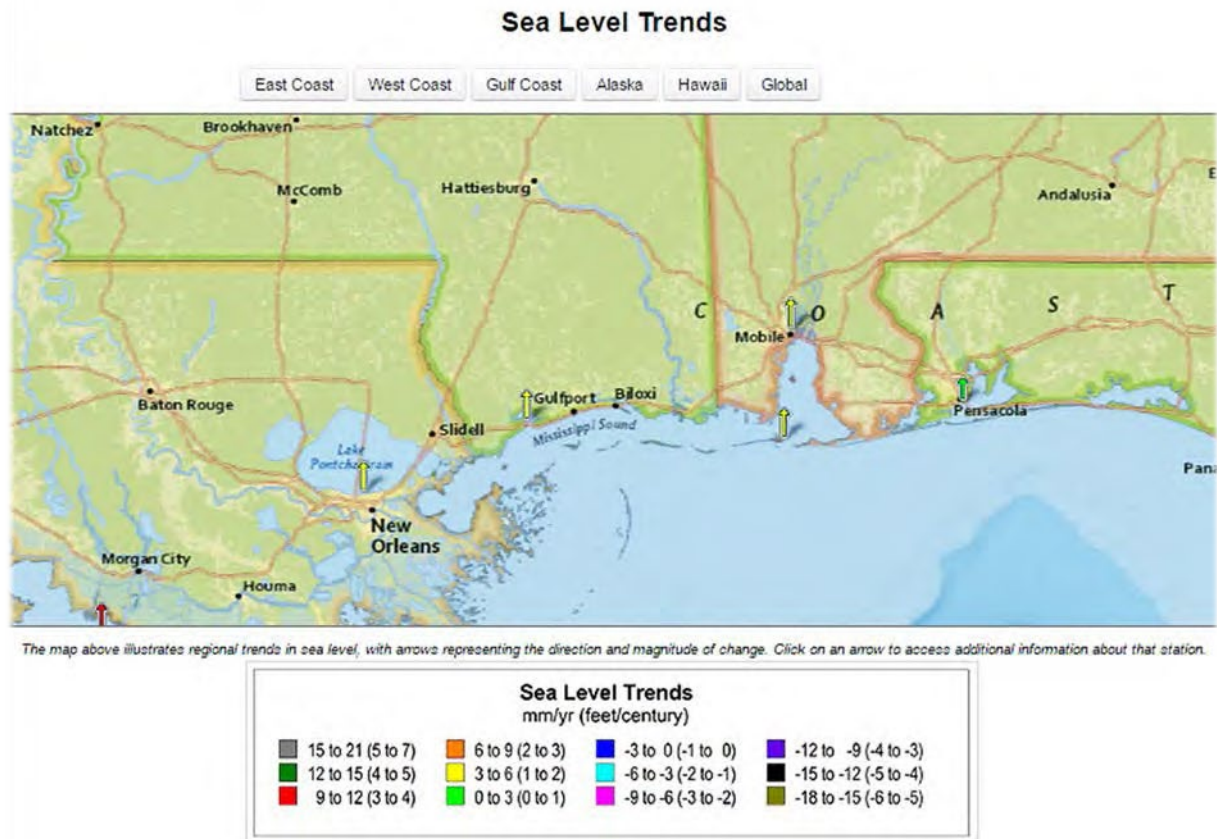 Sea Level Trends
East Coast West Coast Gulf Coast Alaska Hawaii Global
Natchez
Brookhaven
McComb
Hattiesburg
Andalusia
E
C O A S T
Mobile
Baton Rouge
Slidell
Gulfport
Biloxi
Mississippi Sound
Pensacola
Lake
Pontchartrain
Pana
New
Orleans
Morgan City
Houma
The map above illustrates regional trends in sea level, with arrows representing the direction and magnitude of change. Click on an arrow to access additional information about that station.
Sea Level Trends
mm/yr (feet/century)
15 to 21 (5 to 7) 6 to 9 (2 to 3) -3 to 0 (-1 to 0) -12 to -9 (-4 to -3)
12 to 15 (4 to 5) 3 to 6 (1 to 2) -6 to -3 (-2 to -1) -15 to -12 (-5 to -4)
9 to 12 (3 to 4) 0 to 3 (0 to 1) -9 to -6 (-3 to -2) -18 to -15 (-6 to -5)